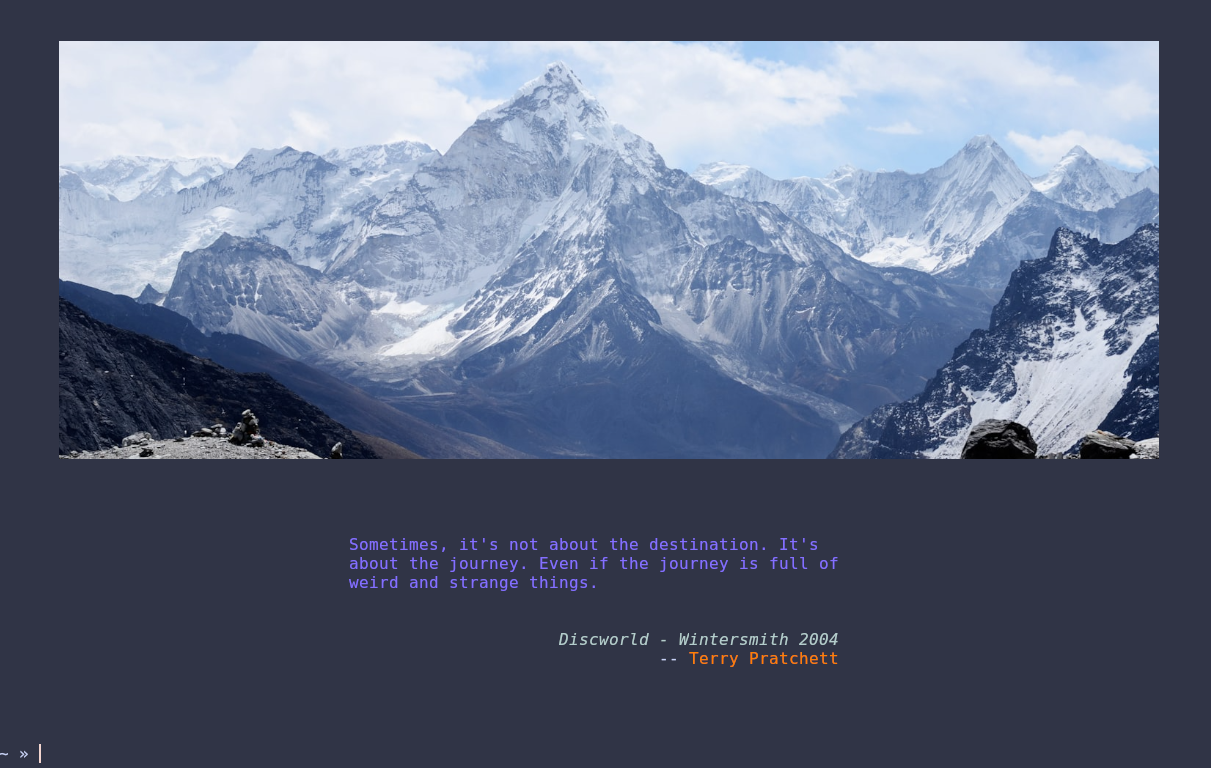 Sometimes, it's not about the destination. It's
about the journey. Even if the journey is full of
weird and strange things.
Discworld - Wintersmith 2004
-- Terry Pratchett
~ »